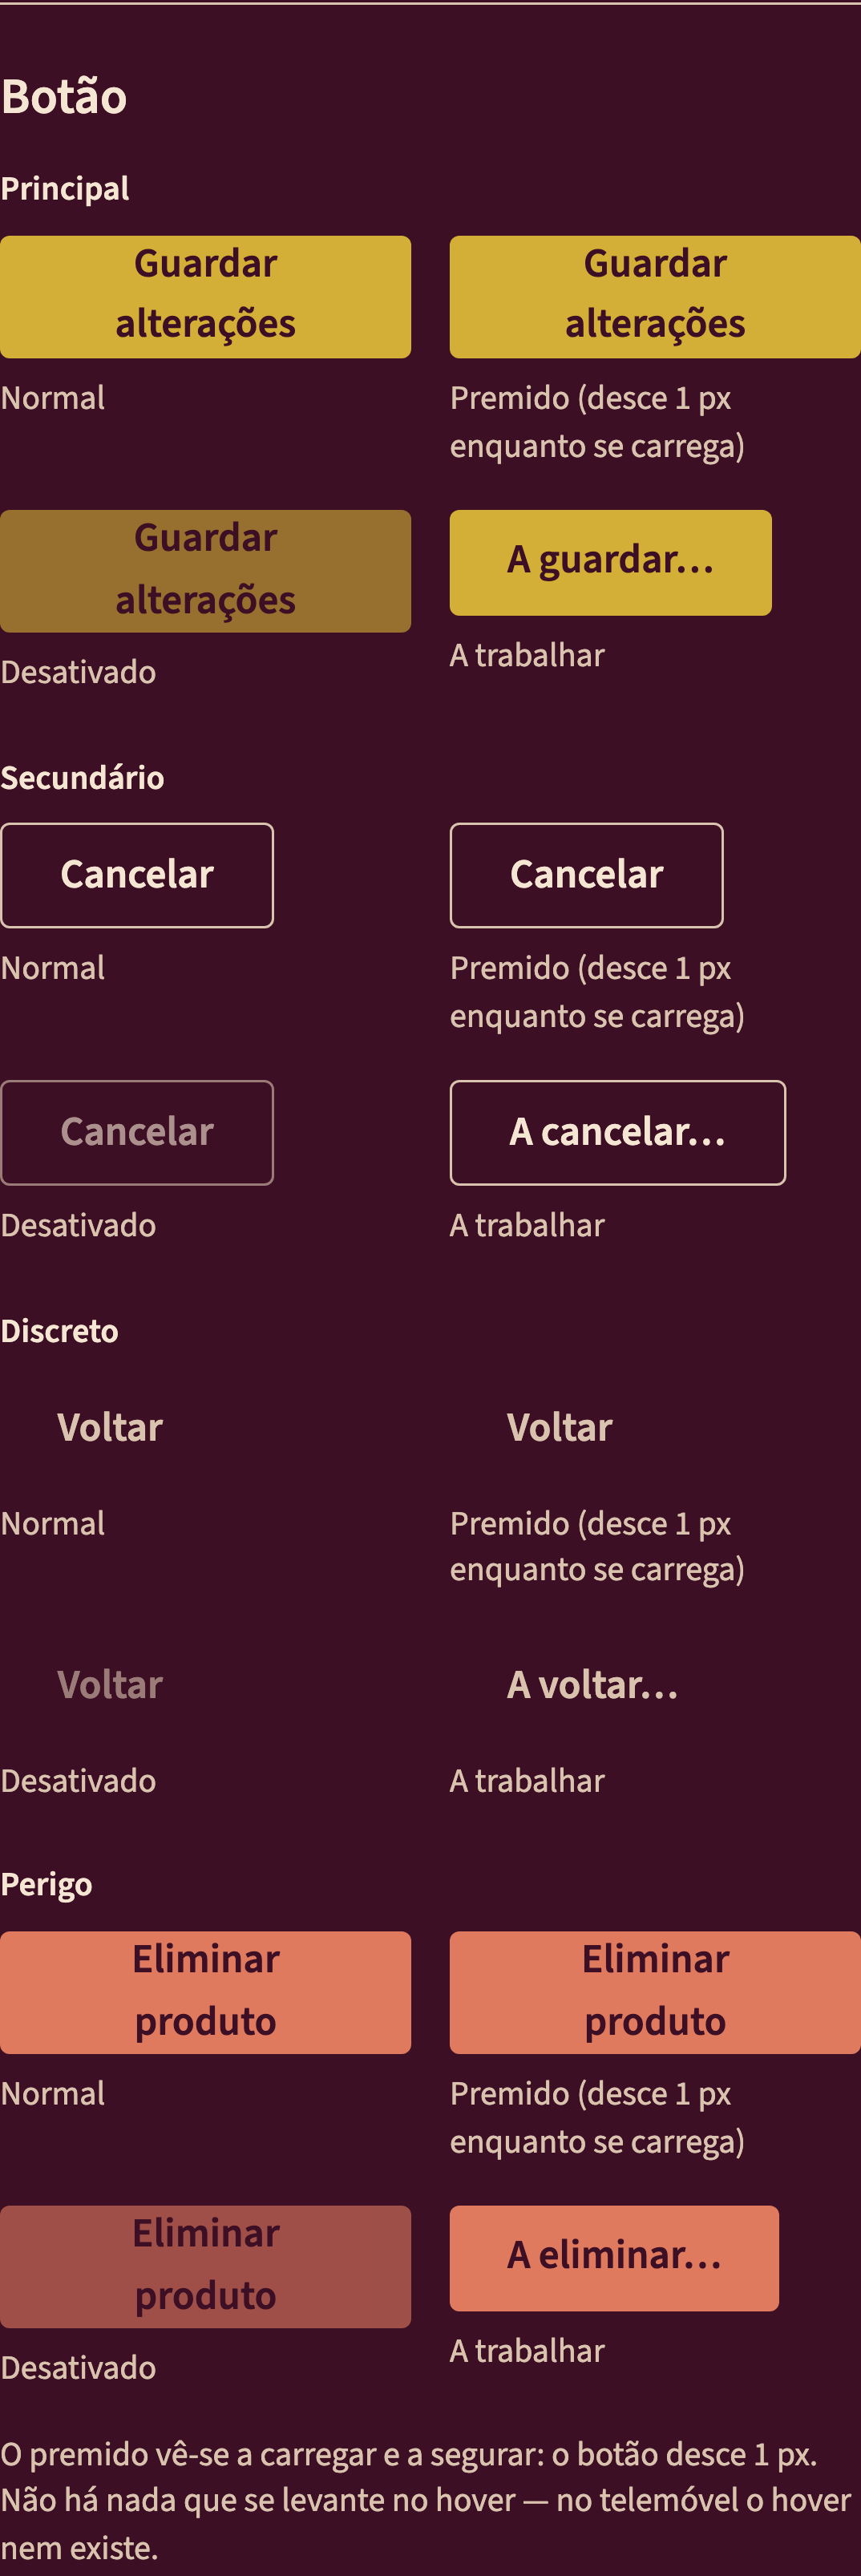 Botão
Principal
Guardar
alterações
Guardar
alterações
Normal
Premido (desce 1 px
enquanto se carrega)
Guardar
alterações
A guardar…
Desativado
A trabalhar
Secundário
Cancelar
Cancelar
Normal
Premido (desce 1 px
enquanto se carrega)
Cancelar
A cancelar…
Desativado
A trabalhar
Discreto
Voltar
Voltar
Normal
Premido (desce 1 px
enquanto se carrega)
Voltar
A voltar…
Desativado
A trabalhar
Perigo
Eliminar
produto
Eliminar
produto
Normal
Premido (desce 1 px
enquanto se carrega)
Eliminar
produto
A eliminar…
Desativado
A trabalhar
O premido vê-se a carregar e a segurar: o botão desce 1 px.
Não há nada que se levante no hover — no telemóvel o hover
nem existe.